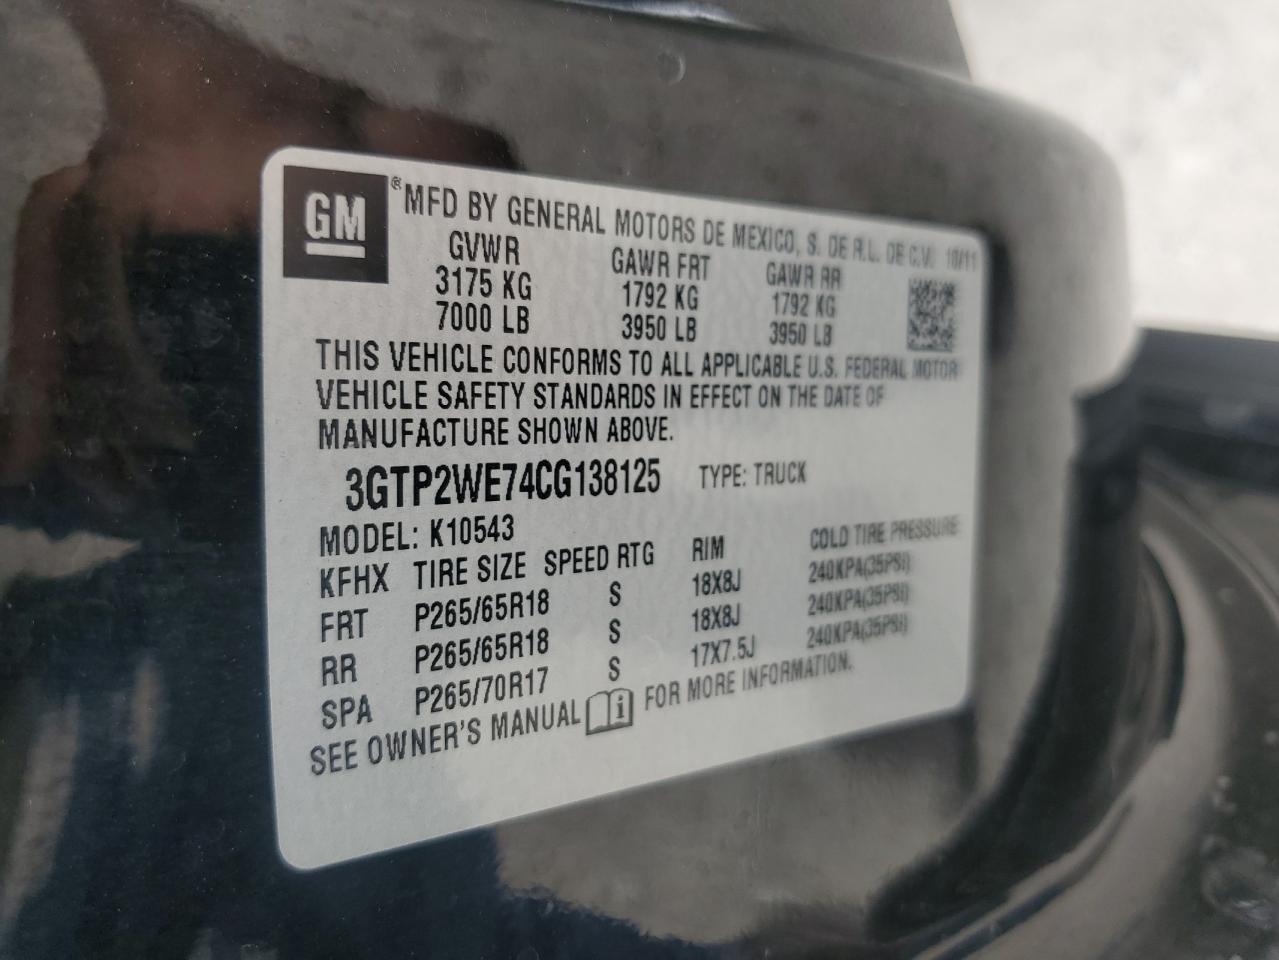 GM
®MFD BY GENERAL MOTORS DE MEXICO, S. DE R.L. DE C.V. 10/11
GVWR GAWR FRT GAWR RR
3175 KG 1792 KG 1792 KG
7000 LB 3950 LB 3950 LB
THIS VEHICLE CONFORMS TO ALL APPLICABLE U.S. FEDERAL MOTOR
VEHICLE SAFETY STANDARDS IN EFFECT ON THE DATE OF
MANUFACTURE SHOWN ABOVE.
3GTP2WE74CG138125 TYPE: TRUCK
MODEL: K10543
KFHX TIRE SIZE SPEED RTG RIM COLD TIRE PRESSURE
FRT P265/65R18 S 18X8J 240KPA(35PSI)
RR P265/65R18 S 18X8J 240KPA(35PSI)
SPA P265/70R17 S 17X7.5J 240KPA(35PSI)
SEE OWNER'S MANUAL i FOR MORE INFORMATION.